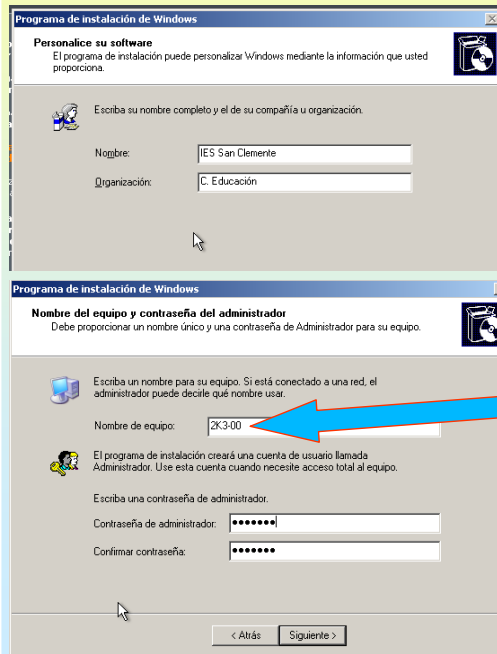 Programa de instalación de Windows
Personalice su software
El programa de instalación puede personalizar Windows mediante la información que usted
proporciona.
Escriba su nombre completo y el de su compañía u organización.
Nombre: IES San Clemente
Organización: C. Educación
Programa de instalación de Windows
Nombre del equipo y contraseña del administrador
Debe proporcionar un nombre único y una contraseña de Administrador para su equipo.
Escriba un nombre para su equipo. Si está conectado a una red, el
administrador puede decirle qué nombre usar.
Nombre de equipo: 2K3-00
El programa de instalación creará una cuenta de usuario llamada
Administrador. Use esta cuenta cuando necesite acceso total al equipo.
Escriba una contraseña de administrador.
Contraseña de administrador: •••••••
Confirmar contraseña: •••••••
< Atrás Siguiente >